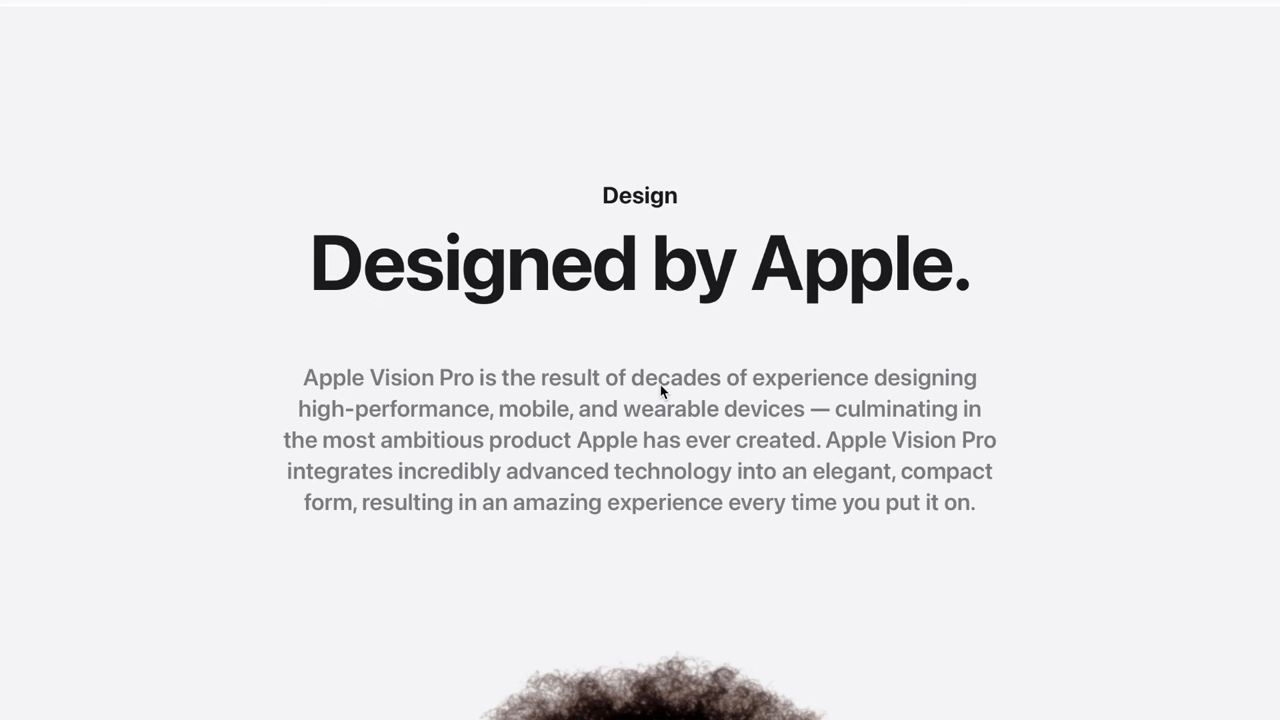 Design
Designed by Apple.
Apple Vision Pro is the result of decades of experience designing
high-performance, mobile, and wearable devices — culminating in
the most ambitious product Apple has ever created. Apple Vision Pro
integrates incredibly advanced technology into an elegant, compact
form, resulting in an amazing experience every time you put it on.